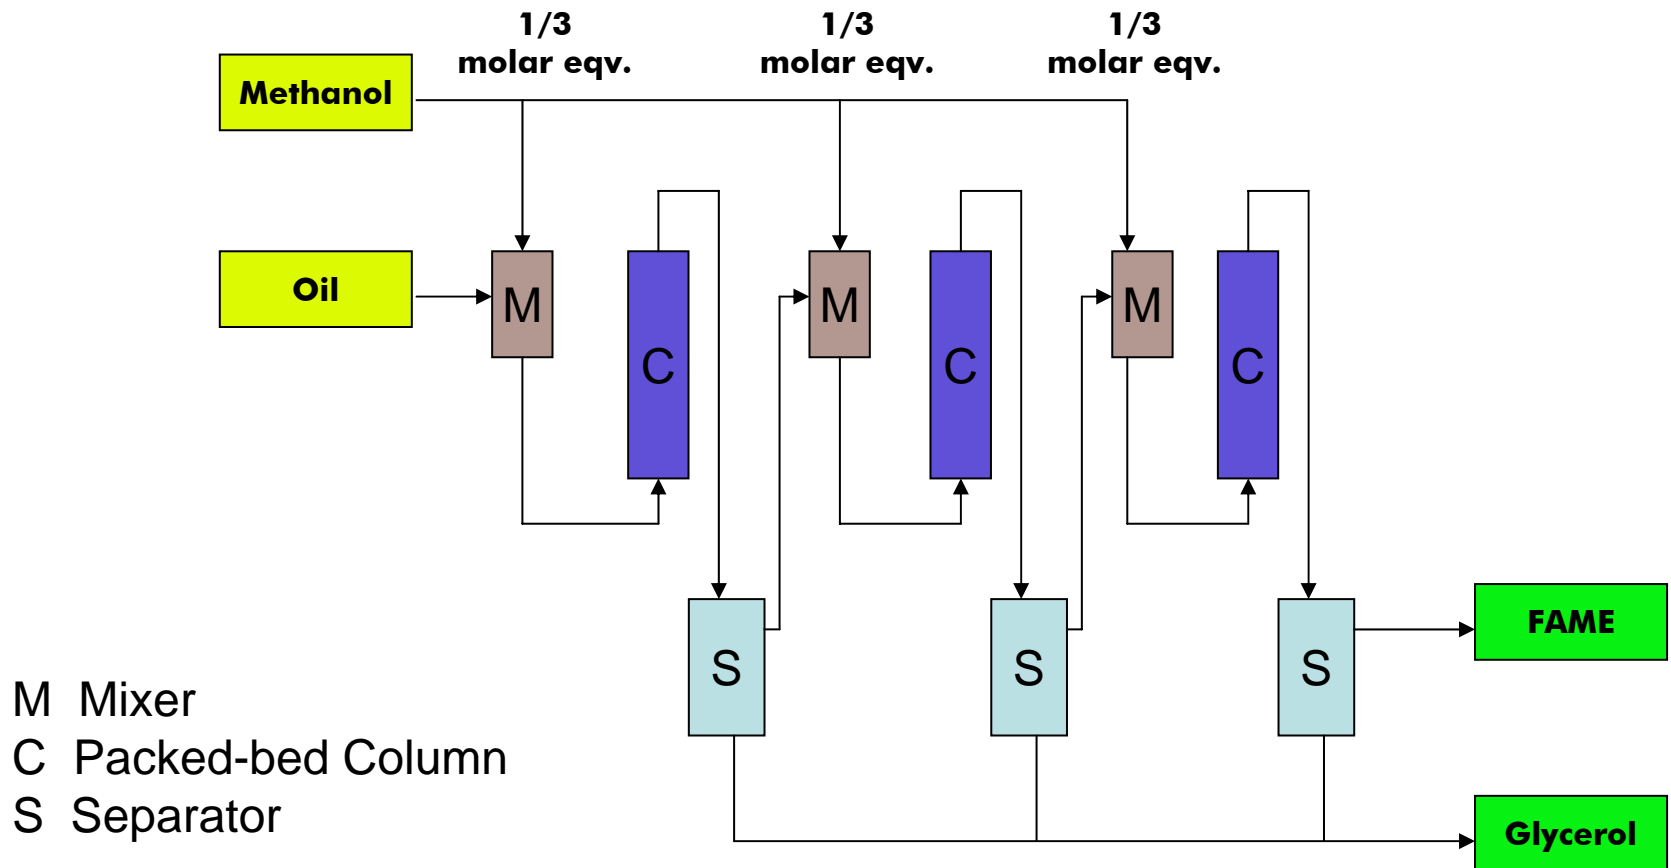 1/3
molar eqv.
1/3
molar eqv.
1/3
molar eqv.
Methanol
Oil
M
C
M
C
M
C
S
S
S
FAME
Glycerol
M Mixer
C Packed-bed Column
S Separator